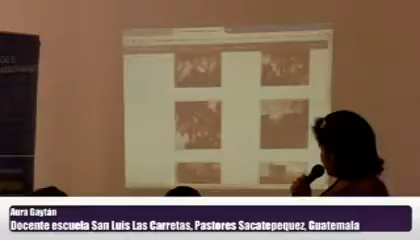 Aura Gaytán
Docente escuela San Luis Las Carretas, Pastores Sacatepequez, Guatemala